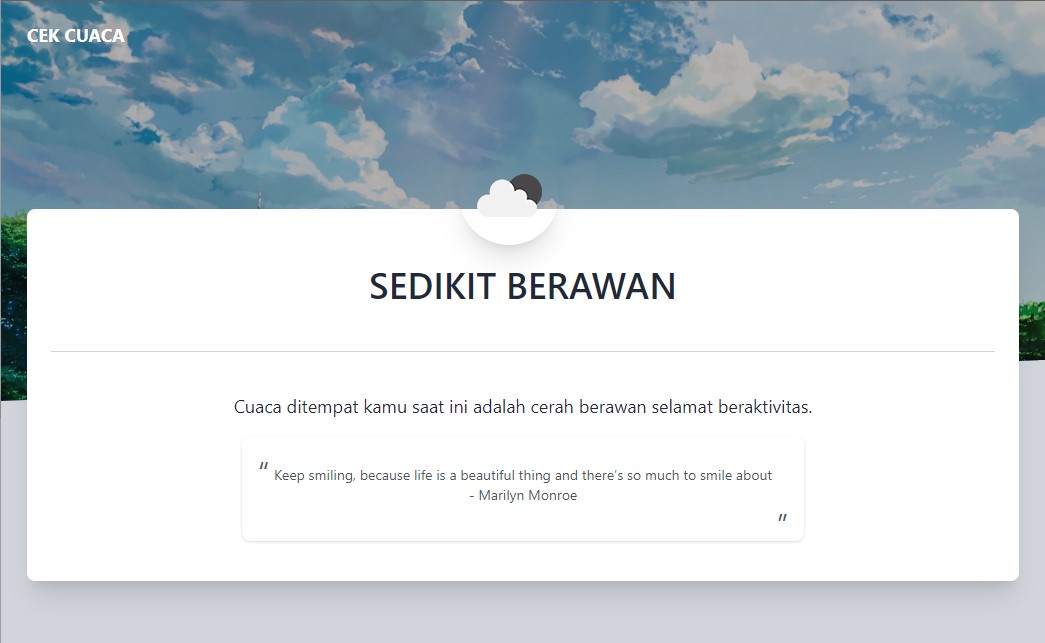 CEK CUACA
SEDIKIT BERAWAN
Cuaca ditempat kamu saat ini adalah cerah berawan selamat beraktivitas.
" Keep smiling, because life is a beautiful thing and there's so much to smile about
- Marilyn Monroe
"